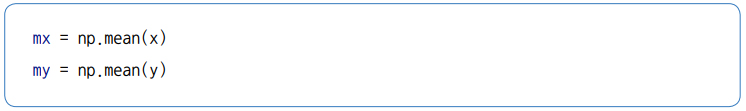 mx = np.mean(x)
my = np.mean(y)